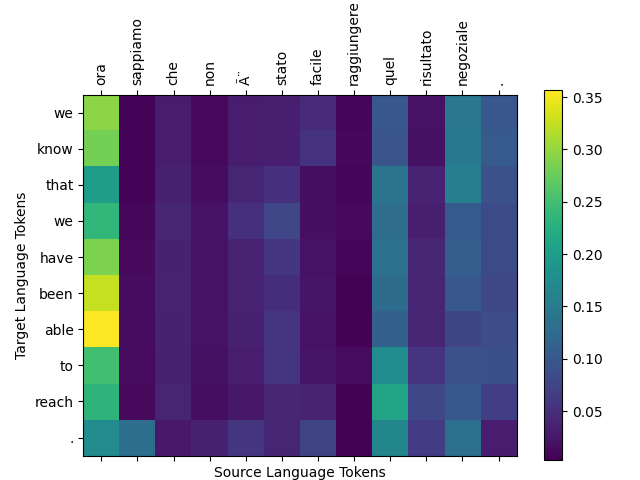 ora sappiamo che non Ã¨ stato facile raggiungere quel risultato negoziale .
we
know
that
we
have
been
able
to
reach
.
Target Language Tokens
Source Language Tokens
0.35
0.30
0.25
0.20
0.15
0.10
0.05